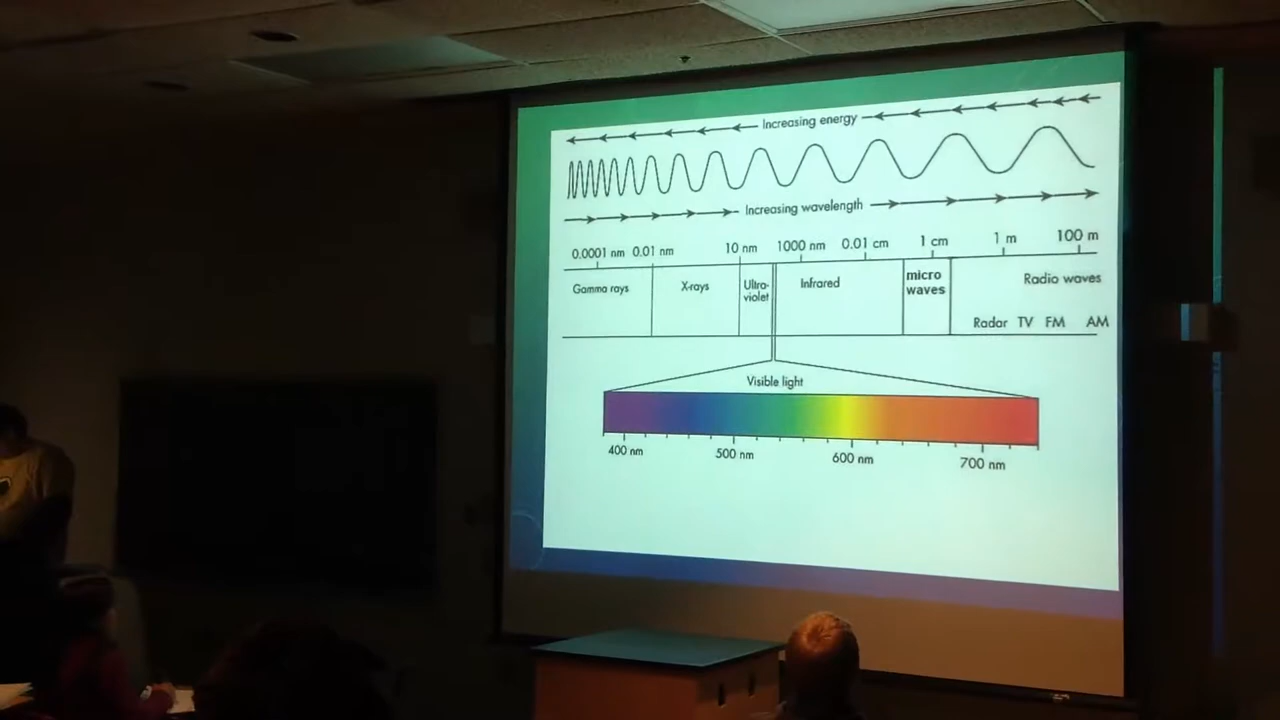 Increasing energy
Increasing wavelength
0.0001 nm 0.01 nm 10 nm 1000 nm 0.01 cm 1 cm 1 m 100 m
Gamma rays X-rays Ultra-violet Infrared micro waves Radio waves
Radar TV FM AM
Visible light
400 nm 500 nm 600 nm 700 nm